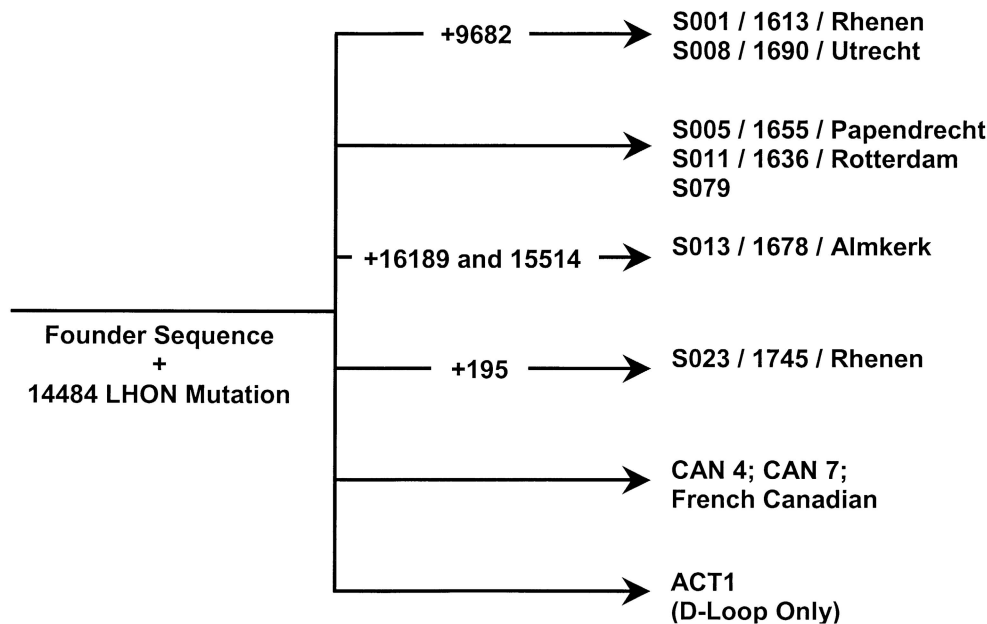 +9682
S001 / 1613 / Rhenen
S008 / 1690 / Utrecht
S005 / 1655 / Papendrecht
S011 / 1636 / Rotterdam
S079
+16189 and 15514
S013 / 1678 / Almkerk
Founder Sequence
+
14484 LHON Mutation
+195
S023 / 1745 / Rhenen
CAN 4; CAN 7;
French Canadian
ACT1
(D-Loop Only)